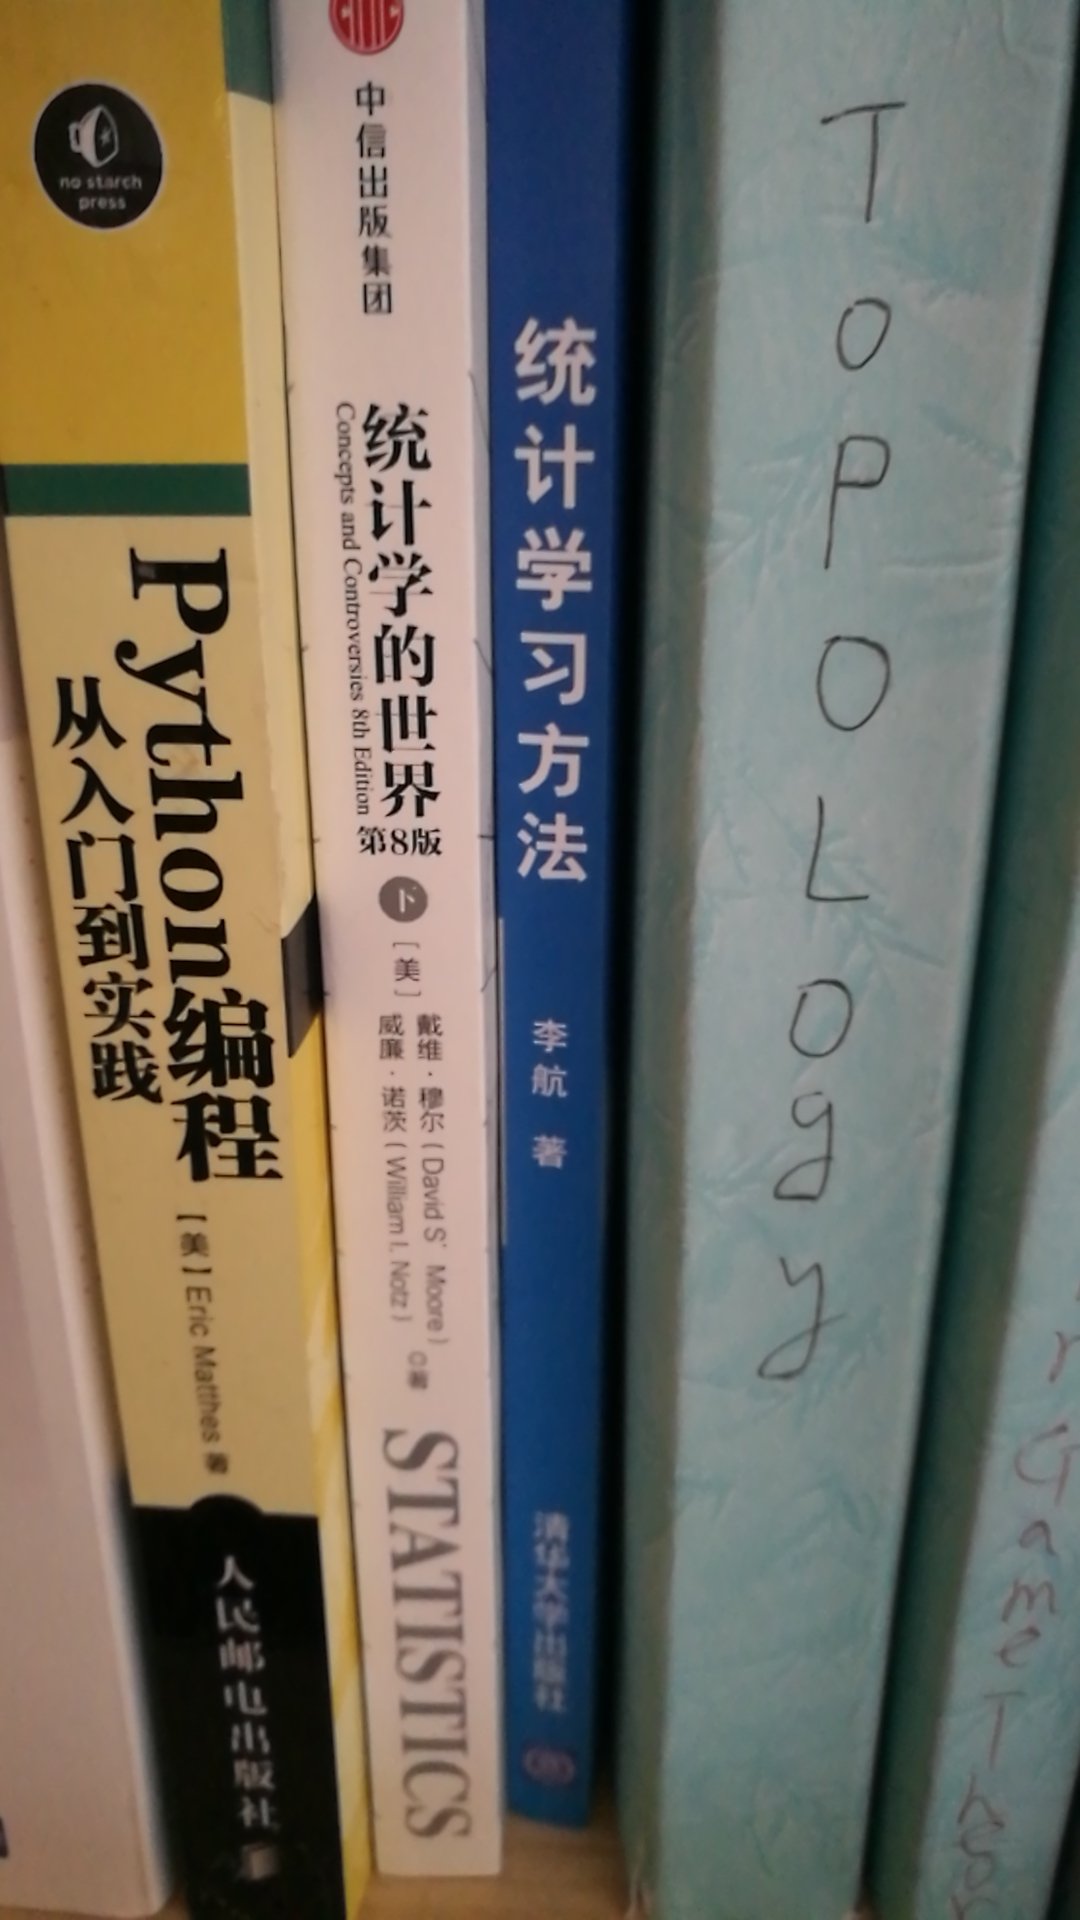 no starch
press
Python编程
从入门到实践
【美】Eric Matthes 著
人民邮电出版社
中信出版集团
统计学的世界
Concepts and Controversies 8th Edition
第8版
下
[美]
戴维·穆尔(David S' Moore)
威廉·诺茨(William I. Notz)
◎著
STATISTICS
统计学习方法
李航 著
清华大学出版社
TOPOLOgy
Game